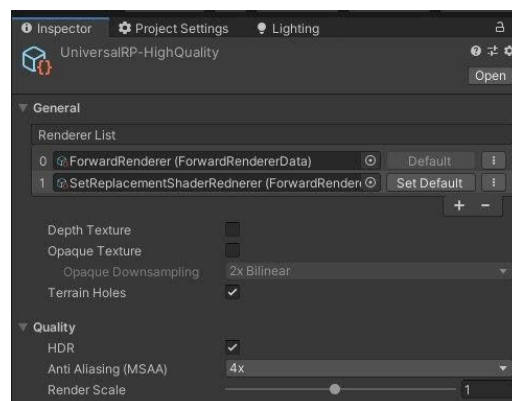 Inspector Project Settings Lighting
UniversalRP-HighQuality
Open
General
Renderer List
0 ForwardRenderer (ForwardRendererData) Default
1 SetReplacementShaderRednerer (ForwardRender Set Default
+ -
Depth Texture
Opaque Texture
Opaque Downsampling 2x Bilinear
Terrain Holes
Quality
HDR
Anti Aliasing (MSAA) 4x
Render Scale 1